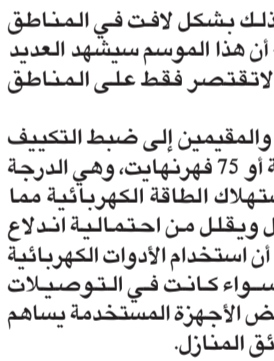 ذلك بشكل لافت في المناطق
أن هذا الموسم سيشهد العديد
لاتقتصر فقط على المناطق
والمقيمين إلى ضبط التكييف
ة أو 75 فهرنهايت، وهي الدرجة
ستهلاك الطاقة الكهربائية مما
ل ويقلل من احتمالية اندلاع
أن استخدام الأدوات الكهربائية
سواء كانت في التوصيلات
ض الأجهزة المستخدمة يساهم
ئق المنازل.